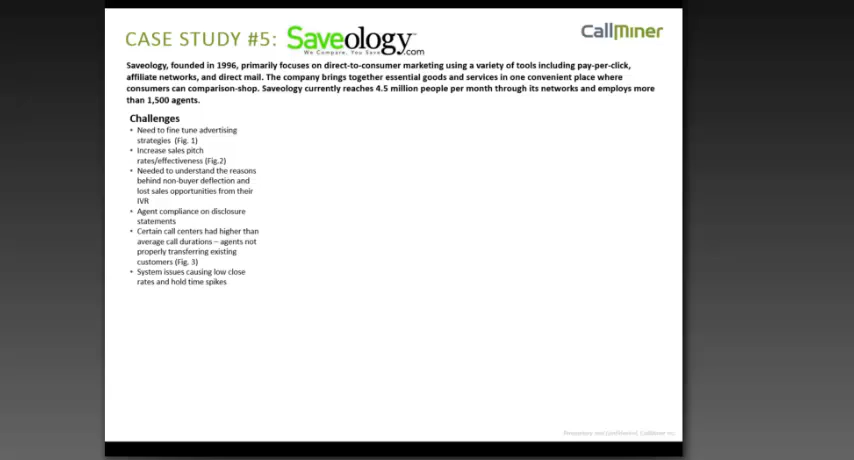 CASE STUDY #5: Saveology.com
We Compare. You Save
CallMiner
Saveology, founded in 1996, primarily focuses on direct-to-consumer marketing using a variety of tools including pay-per-click,
affiliate networks, and direct mail. The company brings together essential goods and services in one convenient place where
consumers can comparison-shop. Saveology currently reaches 4.5 million people per month through its networks and employs more
than 1,500 agents.
Challenges
• Need to fine tune advertising
strategies (Fig. 1)
• Increase sales pitch
rates/effectiveness (Fig.2)
• Needed to understand the reasons
behind non-buyer deflection and
lost sales opportunities from their
IVR
• Agent compliance on disclosure
statements
• Certain call centers had higher than
average call durations – agents not
properly transferring existing
customers (Fig. 3)
• System issues causing low close
rates and hold time spikes
Proprietary and Confidential, CallMiner Inc.